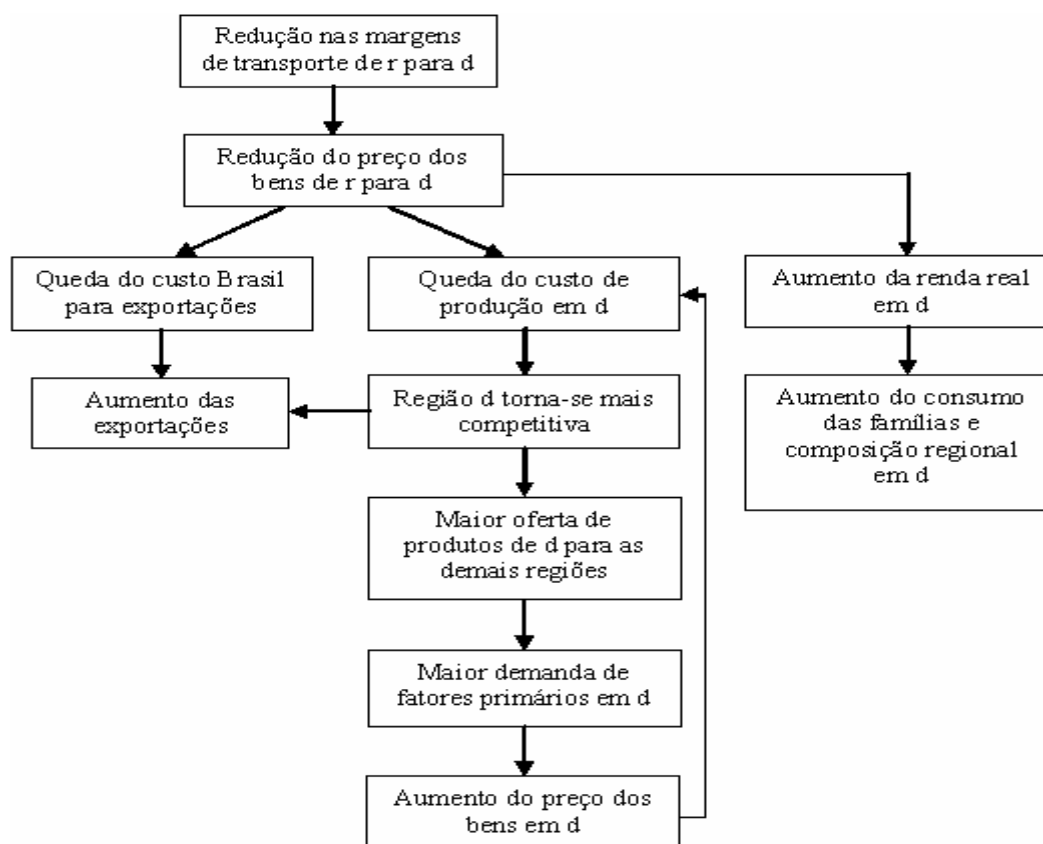 Redução nas margens
de transporte de r para d
Redução do preço dos
bens de r para d
Queda do custo Brasil
para exportações
Queda do custo de
produção em d
Aumento da renda real
em d
Aumento das
exportações
Região d torna-se mais
competitiva
Aumento do consumo
das famílias e
composição regional
em d
Maior oferta de
produtos de d para as
demais regiões
Maior demanda de
fatores primários em d
Aumento do preço dos
bens em d